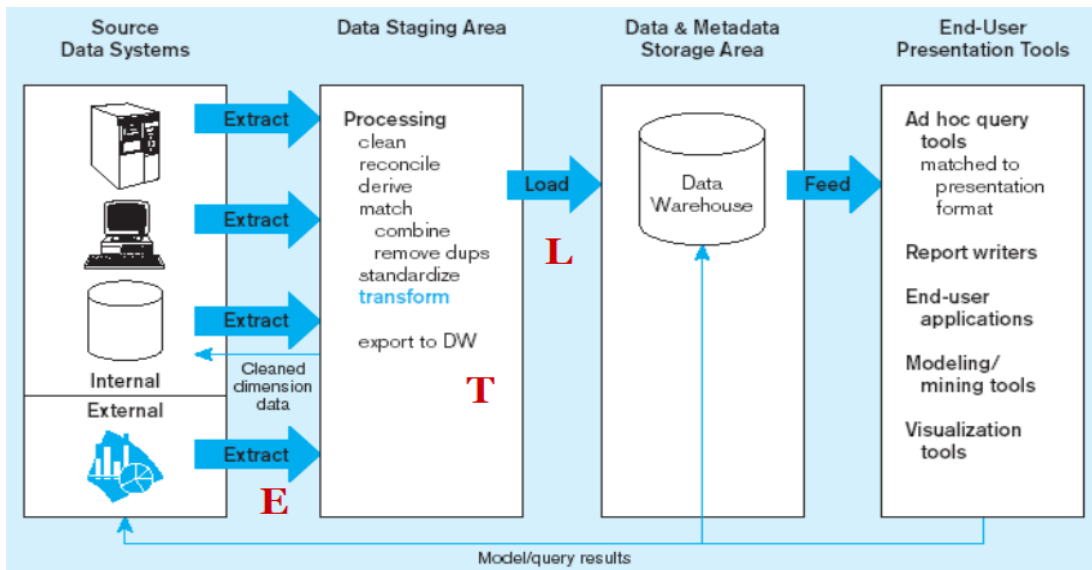 Source
Data Systems
Data Staging Area
Data & Metadata
Storage Area
End-User
Presentation Tools
Extract
Extract
Extract
Internal
External
Extract
E
Cleaned
dimension
data
Processing
clean
reconcile
derive
match
combine
remove dups
standardize
transform
export to DW
T
Load
L
Data
Warehouse
Feed
Ad hoc query
tools
matched to
presentation
format
Report writers
End-user
applications
Modeling/
mining tools
Visualization
tools
Model/query results